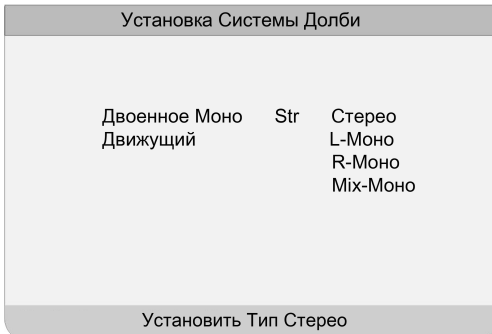 Установка Системы Долби
Двоенное Моно Str Стерео
Движущий L-Моно
R-Моно
Mix-Моно
Установить Тип Стерео